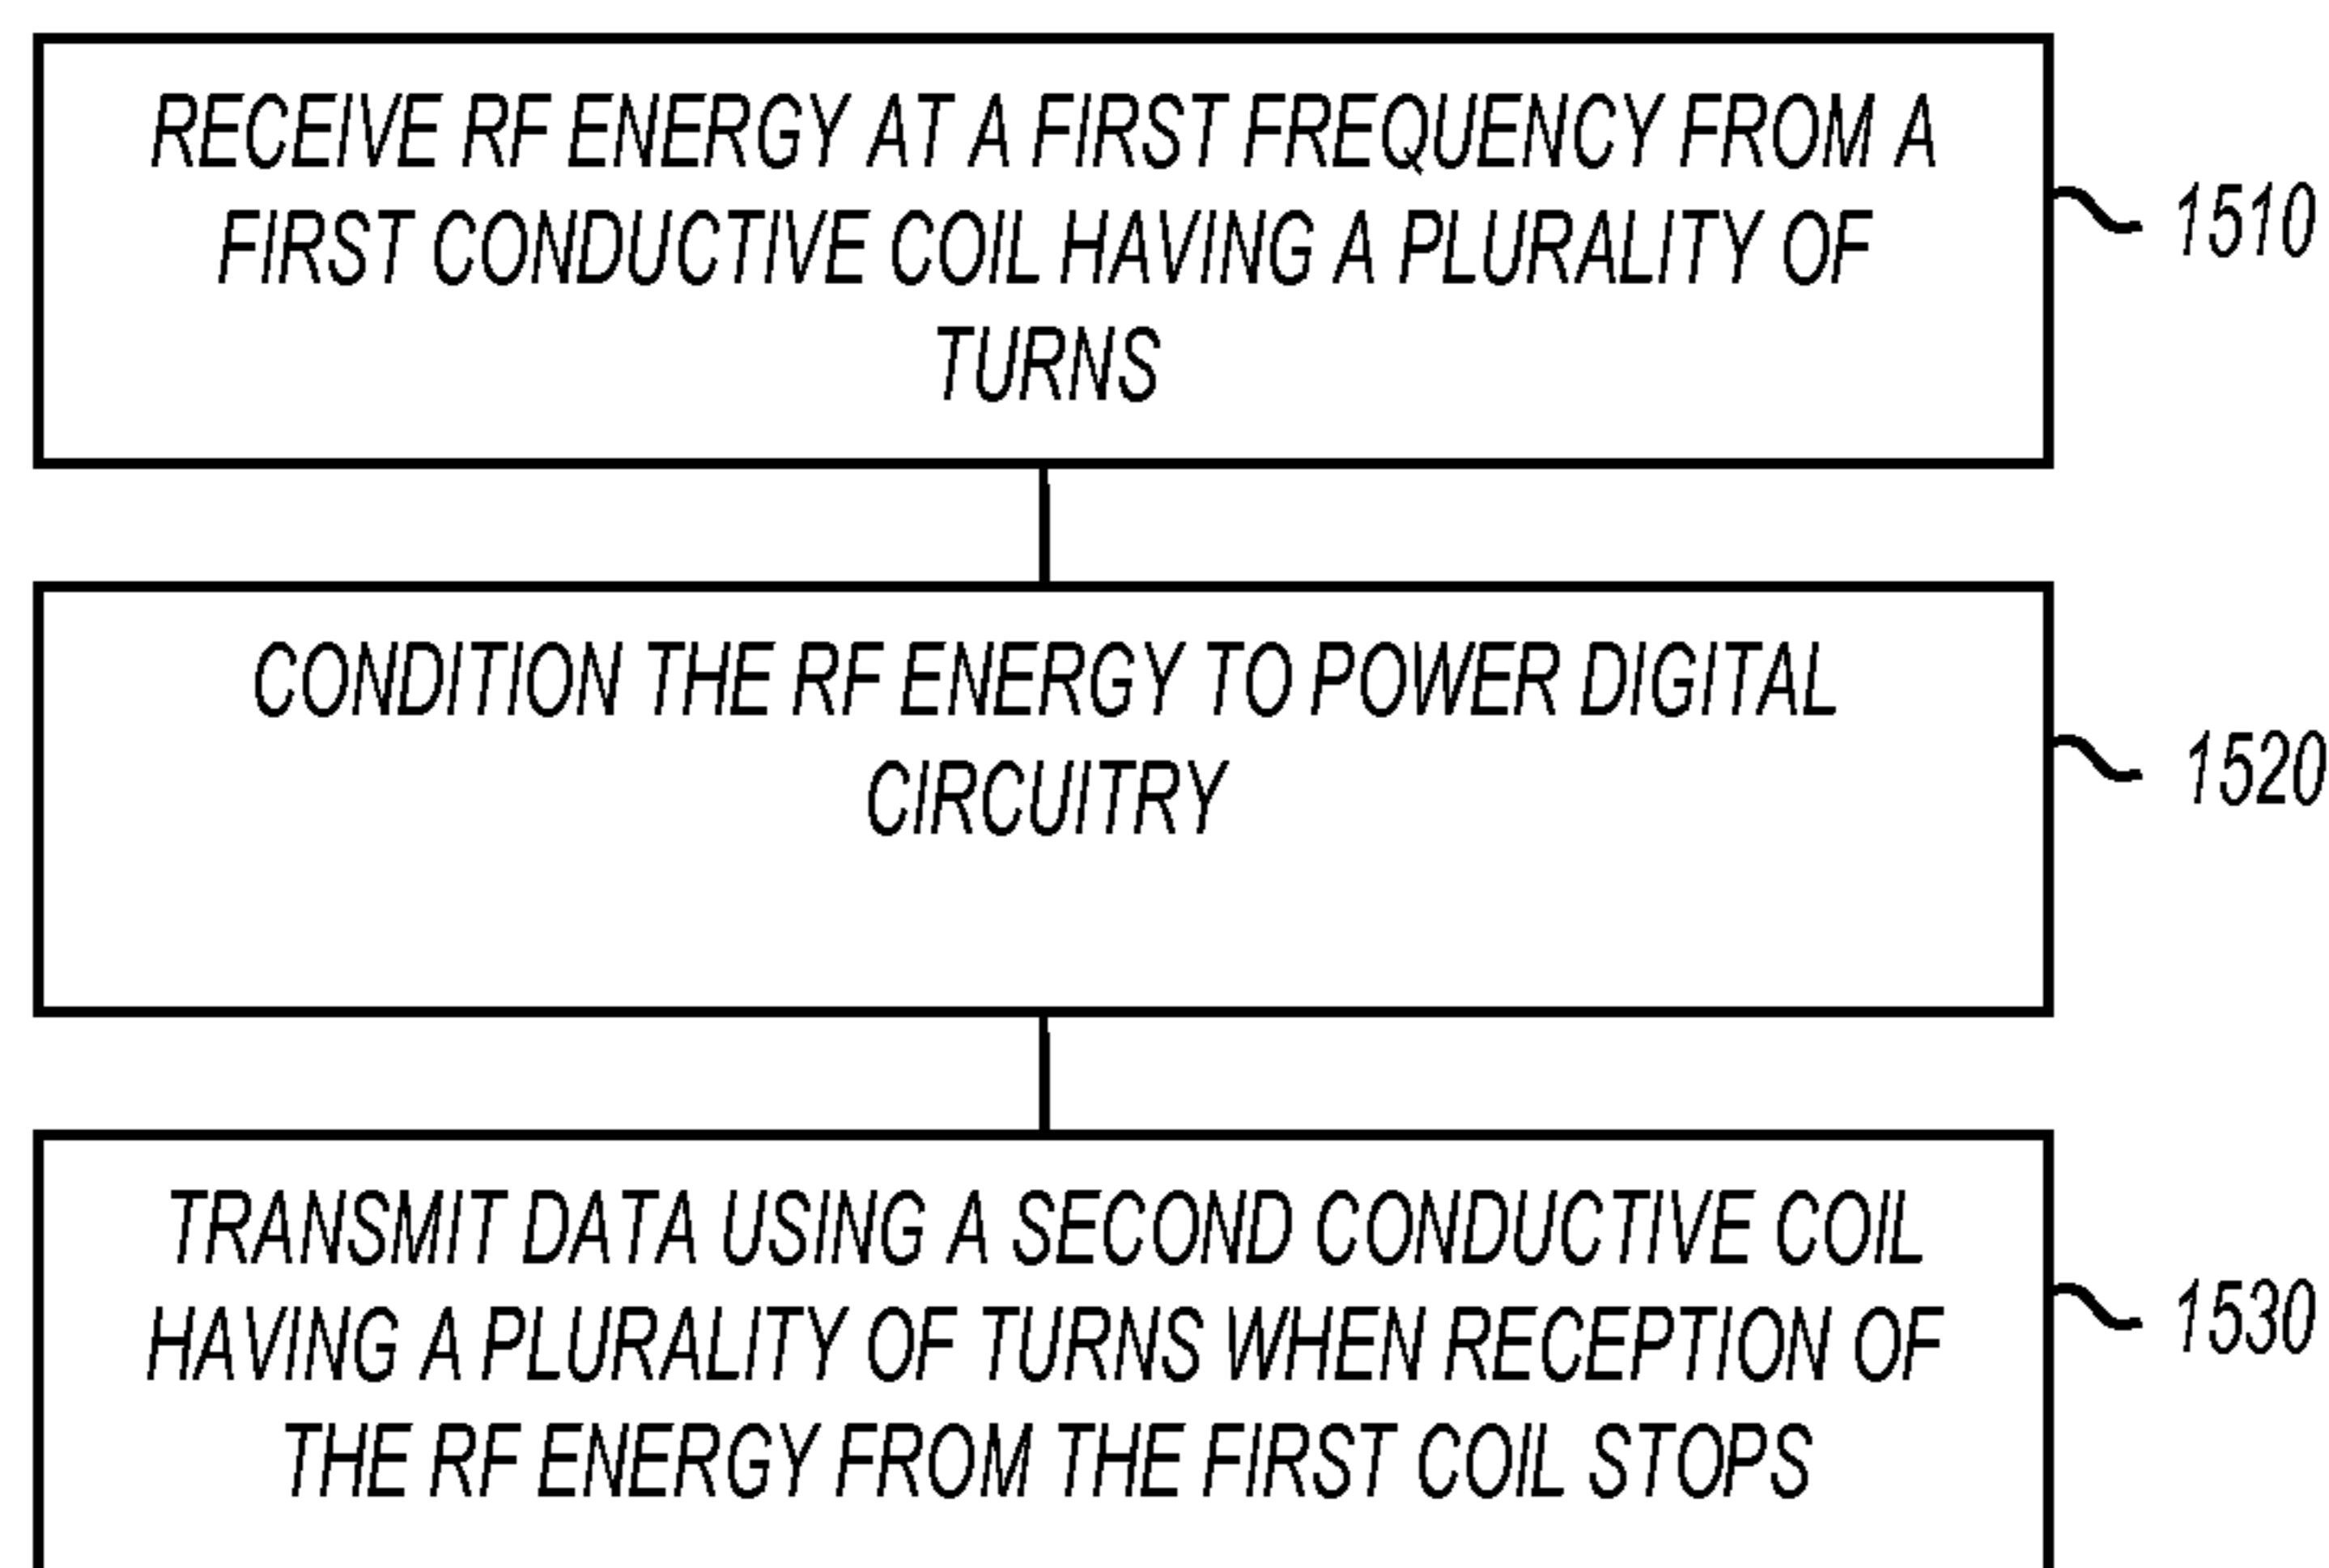 RECEIVE RF ENERGY AT A FIRST FREQUENCY FROM A
FIRST CONDUCTIVE COIL HAVING A PLURALITY OF
TURNS
1510
CONDITION THE RF ENERGY TO POWER DIGITAL
CIRCUITRY
1520
TRANSMIT DATA USING A SECOND CONDUCTIVE COIL
HAVING A PLURALITY OF TURNS WHEN RECEPTION OF
THE RF ENERGY FROM THE FIRST COIL STOPS
1530